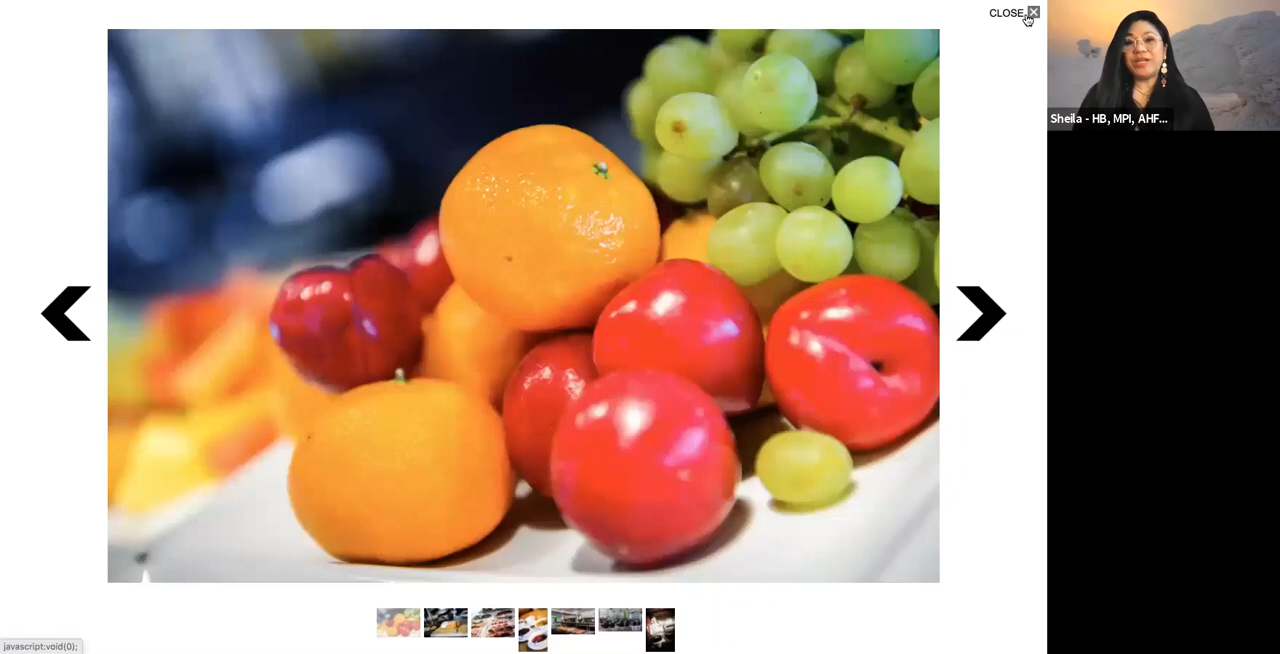 CLOSE
Sheila - HB, MPI, AHF...
javascript:void(0);